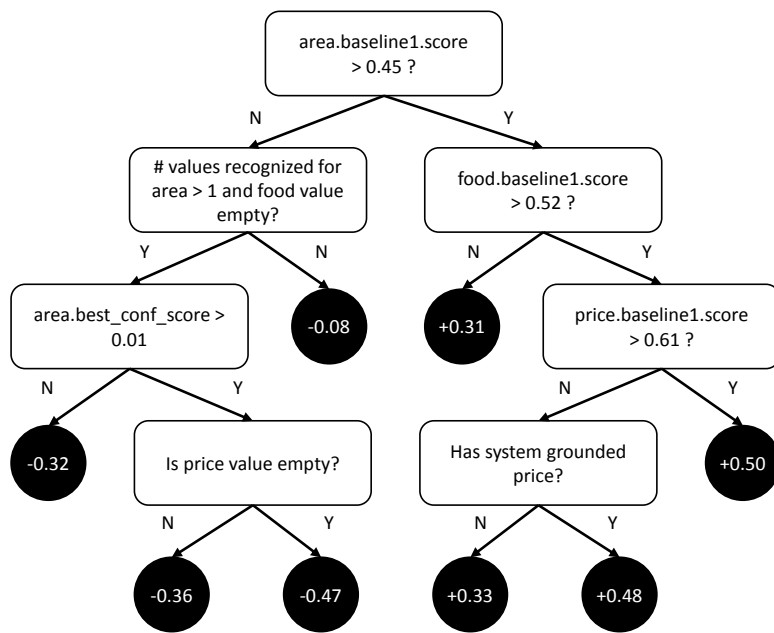 area.baseline1.score
> 0.45 ?
N
Y
# values recognized for
area > 1 and food value
empty?
food.baseline1.score
> 0.52 ?
Y
N
N
Y
area.best_conf_score >
0.01
-0.08
+0.31
price.baseline1.score
> 0.61 ?
N
Y
N
Y
-0.32
Is price value empty?
Has system grounded
price?
+0.50
N
Y
N
Y
-0.36
-0.47
+0.33
+0.48